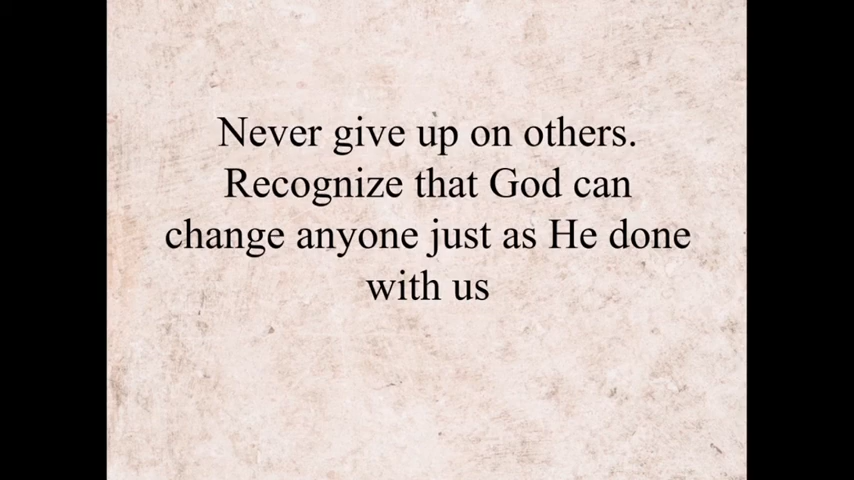 Never give up on others.
Recognize that God can
change anyone just as He done
with us